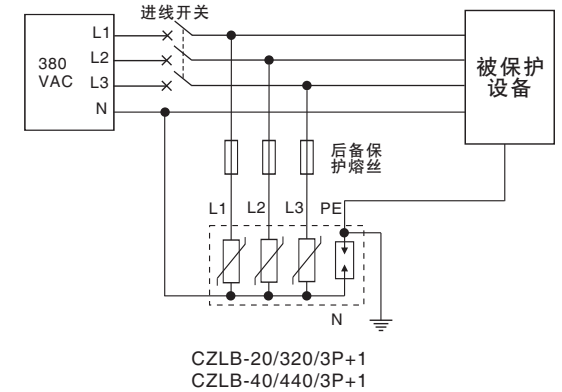 进线开关
380
VAC
L1
L2
L3
N
被保护
设备
后备保
护熔丝
L1
L2
L3
PE
N
CZLB-20/320/3P+1
CZLB-40/440/3P+1